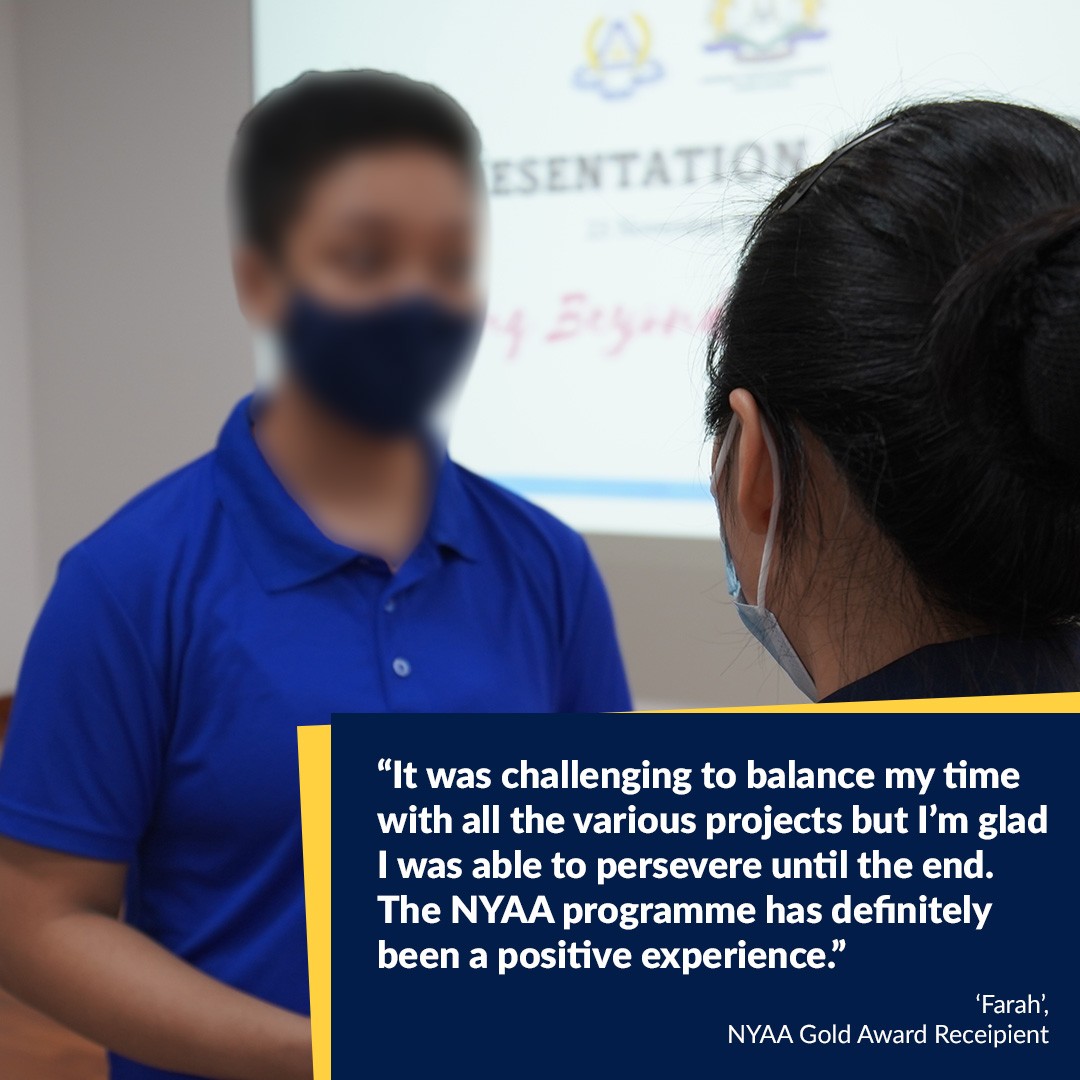 ESENTATION
“It was challenging to balance my time
with all the various projects but I’m glad
I was able to persevere until the end.
The NYAA programme has definitely
been a positive experience.”
‘Farah’,
NYAA Gold Award Receipient